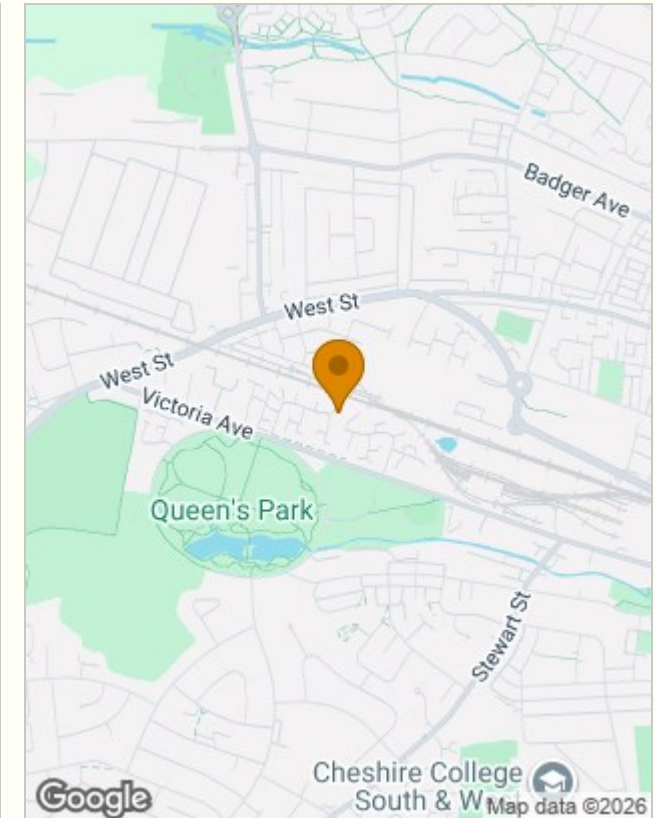 Badger Ave
West St
West St
Victoria Ave
Queen's Park
Stewart St
Cheshire College
South & W
Google
Map data ©2026